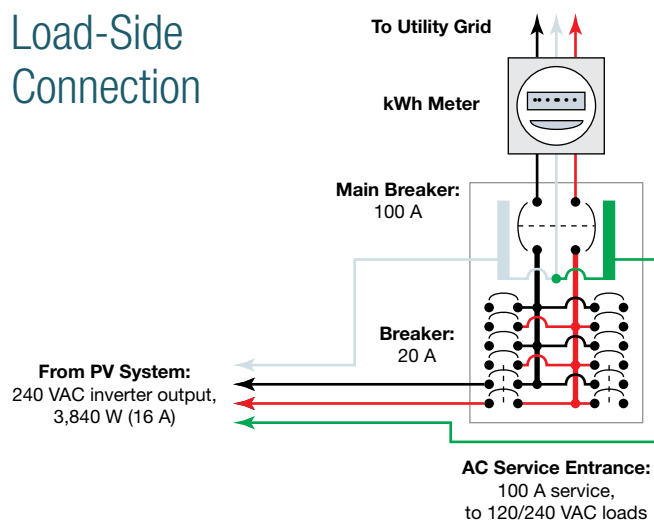 Load-Side
Connection
To Utility Grid
kWh Meter
Main Breaker:
100 A
Breaker:
20 A
From PV System:
240 VAC inverter output,
3,840 W (16 A)
AC Service Entrance:
100 A service,
to 120/240 VAC loads